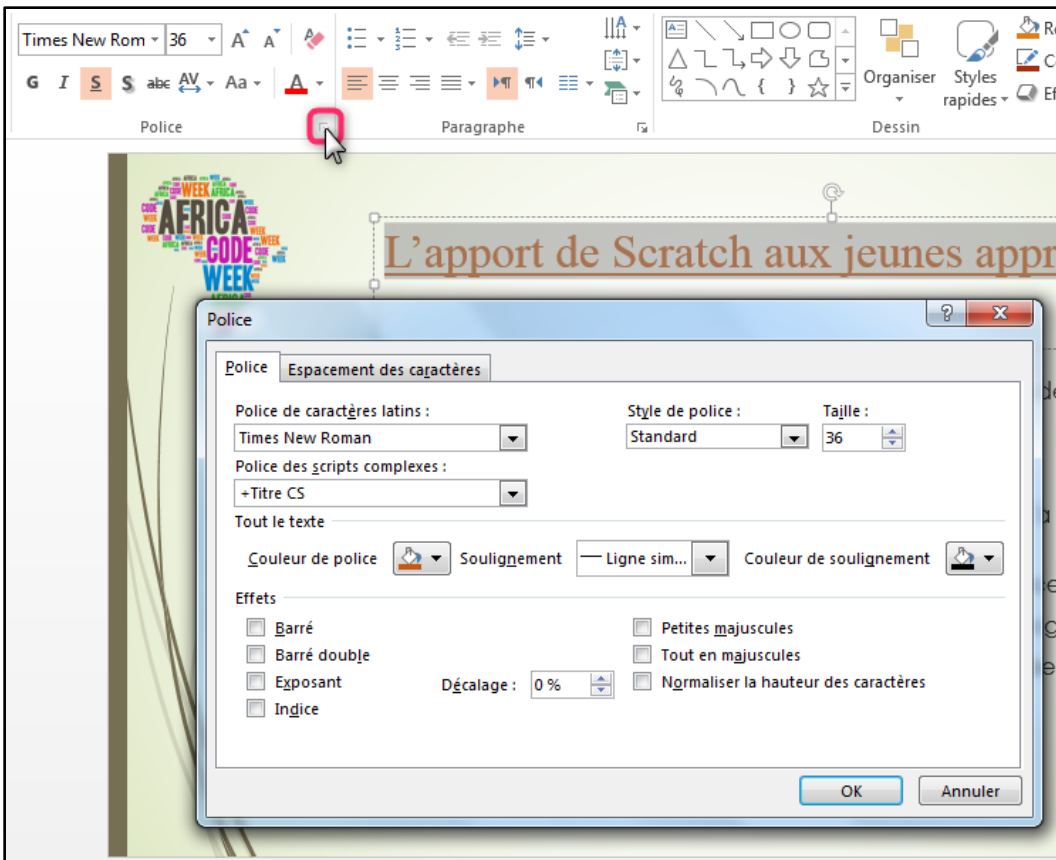 Times New Rom 36 A A
G I S S abc AV Aa A
Organiser
Styles
rapides
Police
Paragraphe
Dessin
WEEK
AFRICA
CODE
WEEK
L’apport de Scratch aux jeunes appr
Police
Police
Espacement des caractères
Police de caractères latins :
Style de police :
Taille :
Times New Roman
Standard
36
Police des scripts complexes :
+Titre CS
Tout le texte
Couleur de police
Soulignement
Ligne sim...
Couleur de soulignement
Effets
Barré
Petites majuscules
Barré double
Tout en majuscules
Exposant
Décalage : 0 %
Normaliser la hauteur des caractères
Indice
OK
Annuler